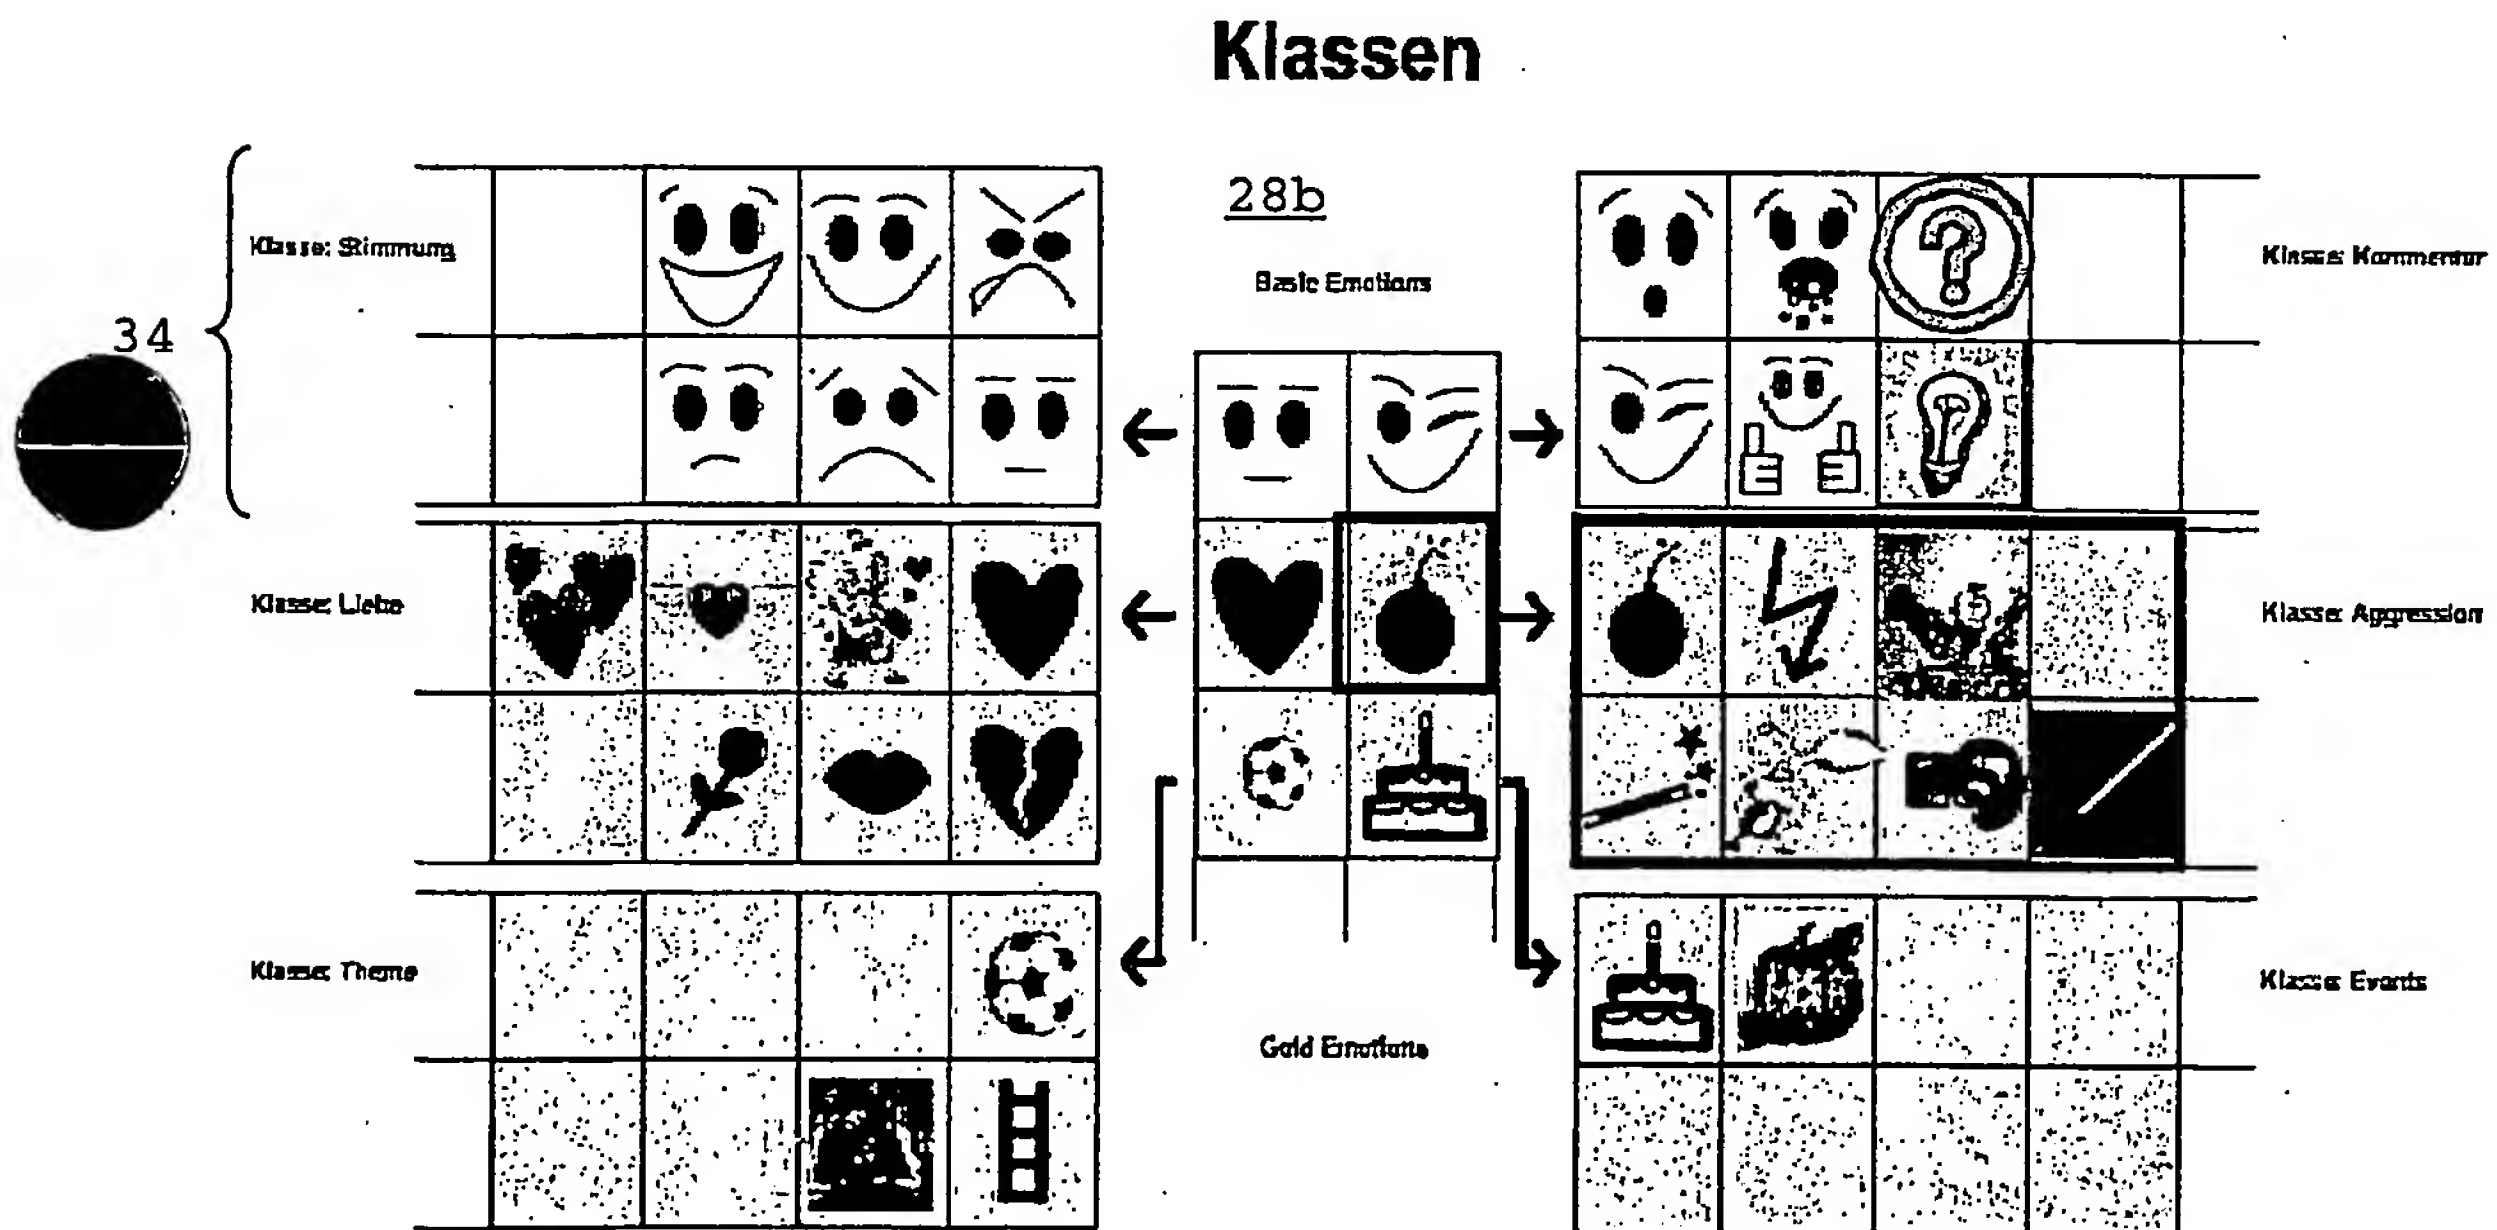 Klassen
28b
34
Klasse: Stimmung
Basic Emotions
Klasse: Kommentar
Klasse: Liebe
Klasse: Aggression
Klasse: Theme
Gold Emotions
Klasse: Events